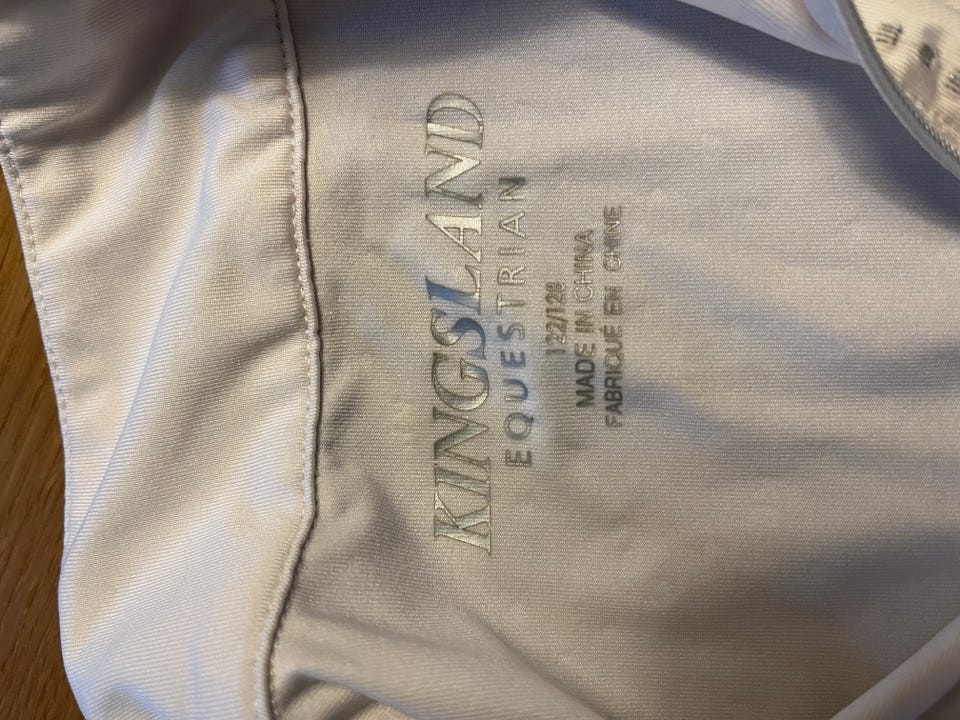 KINGSLAND
EQUESTRIAN
122/128
MADE IN CHINA
FABRIQUÉ EN CHINE